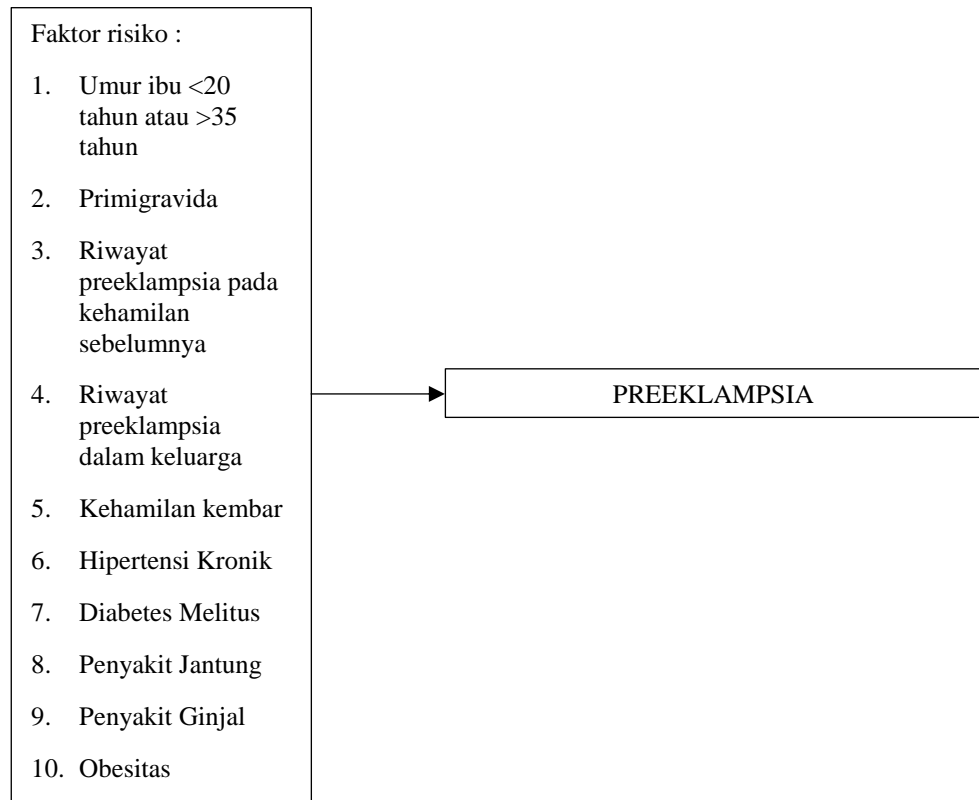 Faktor risiko :
1. Umur ibu <20
tahun atau >35
tahun
2. Primigravida
3. Riwayat
preeklampsia pada
kehamilan
sebelumnya
4. Riwayat
preeklampsia
dalam keluarga
PREEKLAMPSIA
5. Kehamilan kembar
6. Hipertensi Kronik
7. Diabetes Melitus
8. Penyakit Jantung
9. Penyakit Ginjal
10. Obesitas